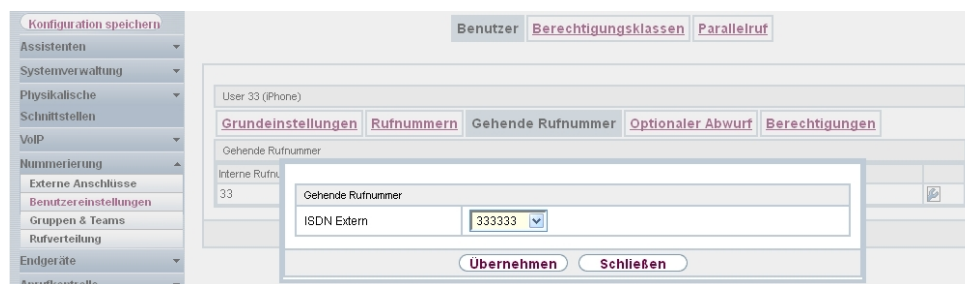 Konfiguration speichern
Assistenten
Systemverwaltung
Physikalische
Schnittstellen
VoIP
Nummerierung
Externe Anschlüsse
Benutzereinstellungen
Gruppen & Teams
Rufverteilung
Endgeräte
Anrufkontrolle
Benutzer Berechtigungsklassen Parallelruf
User 33 (iPhone)
Grundeinstellungen Rufnummern Gehende Rufnummer Optionaler Abwurf Berechtigungen
Gehende Rufnummer
Interne
33
Gehende Rufnummer
ISDN Extern 333333
Übernehmen Schließen